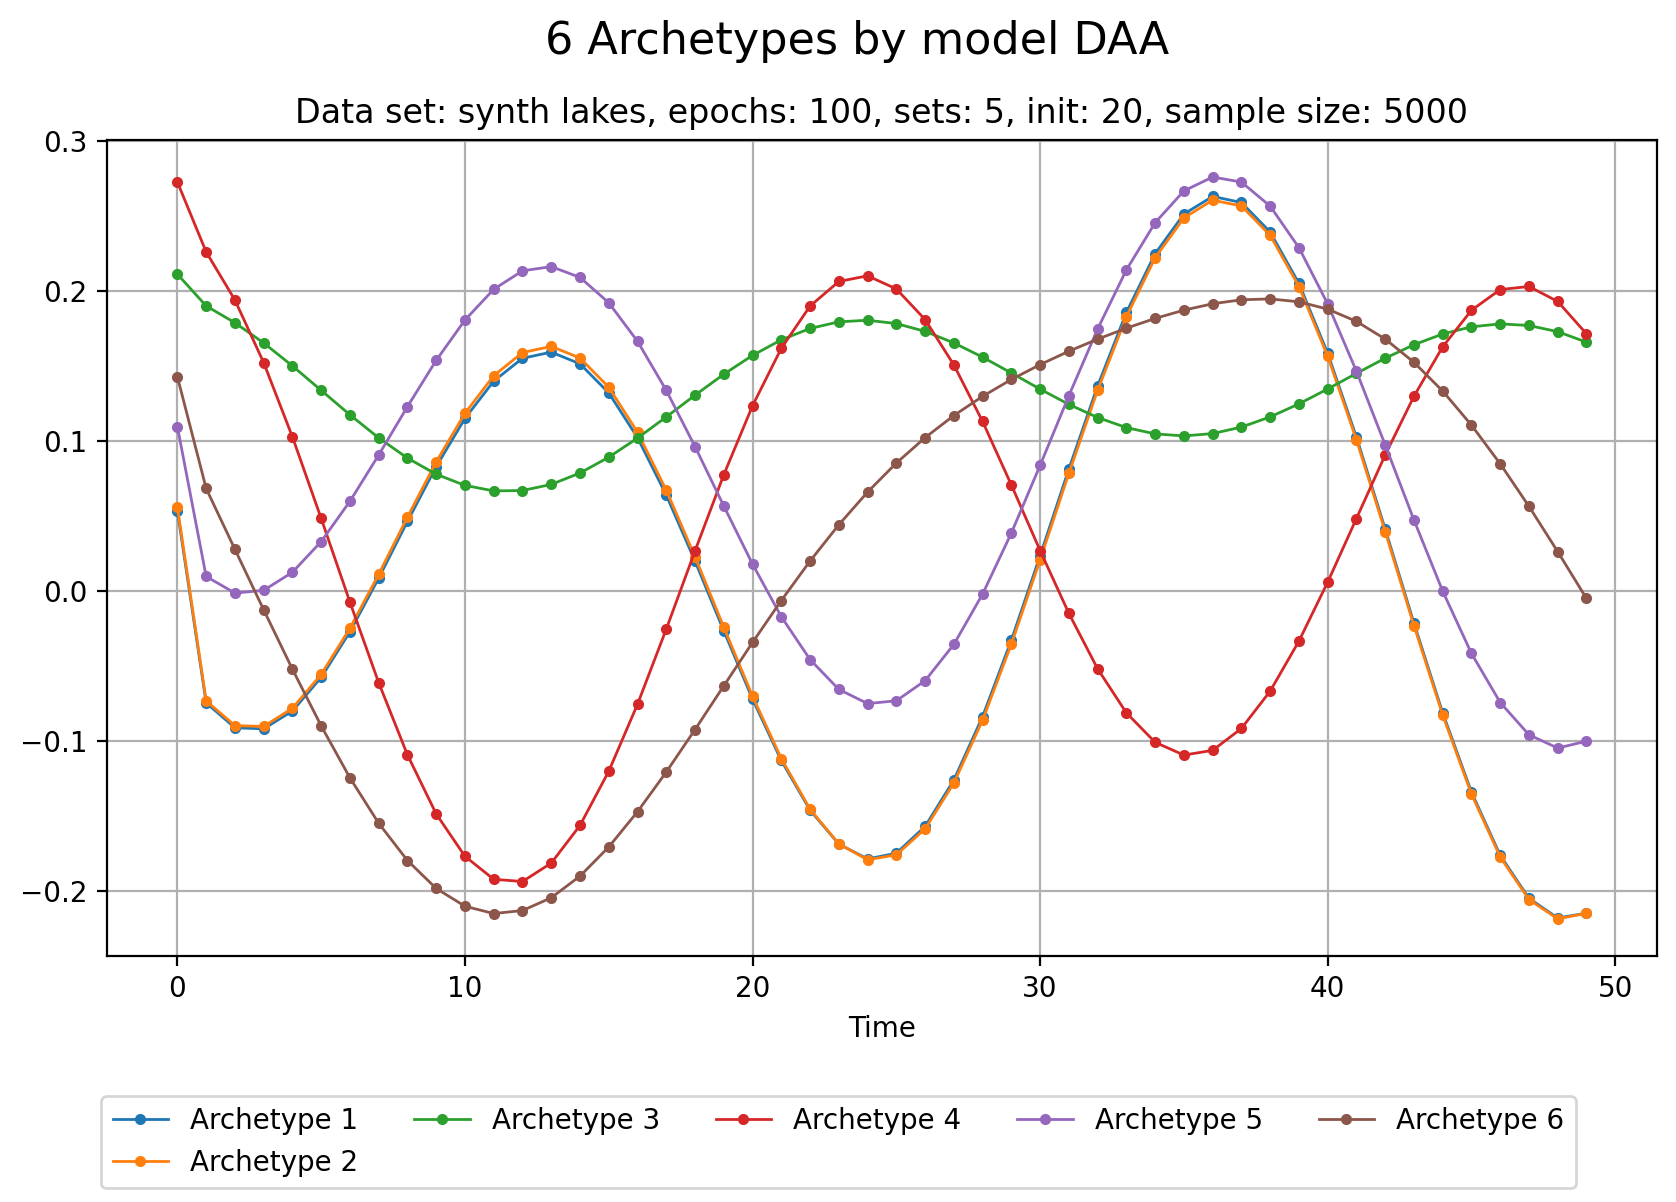 6 Archetypes by model DAA
Data set: synth lakes, epochs: 100, sets: 5, init: 20, sample size: 5000
0.3
0.2
0.1
0.0
−0.1
−0.2
0 10 20 30 40 50
Time
Archetype 1 Archetype 3 Archetype 4 Archetype 5 Archetype 6
Archetype 2